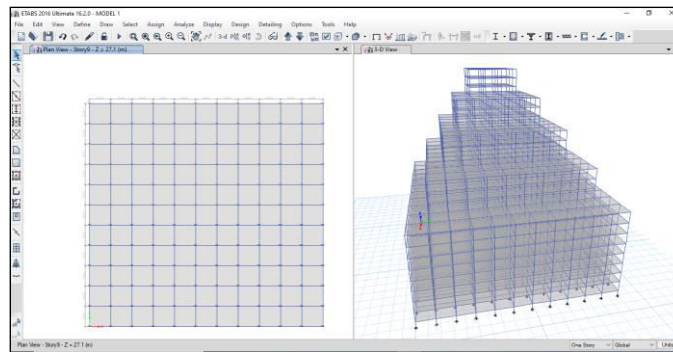 ETABS 2016 Ultimate 16.2.0 - MODEL 1
File Edit View Define Draw Select Assign Analyze Display Design Detailing Options Tools Help
Plan View - Story9 - Z = 27.1 (m)
3-D View
Plan View - Story9 - Z = 27.1 (m)
One Story Global Units